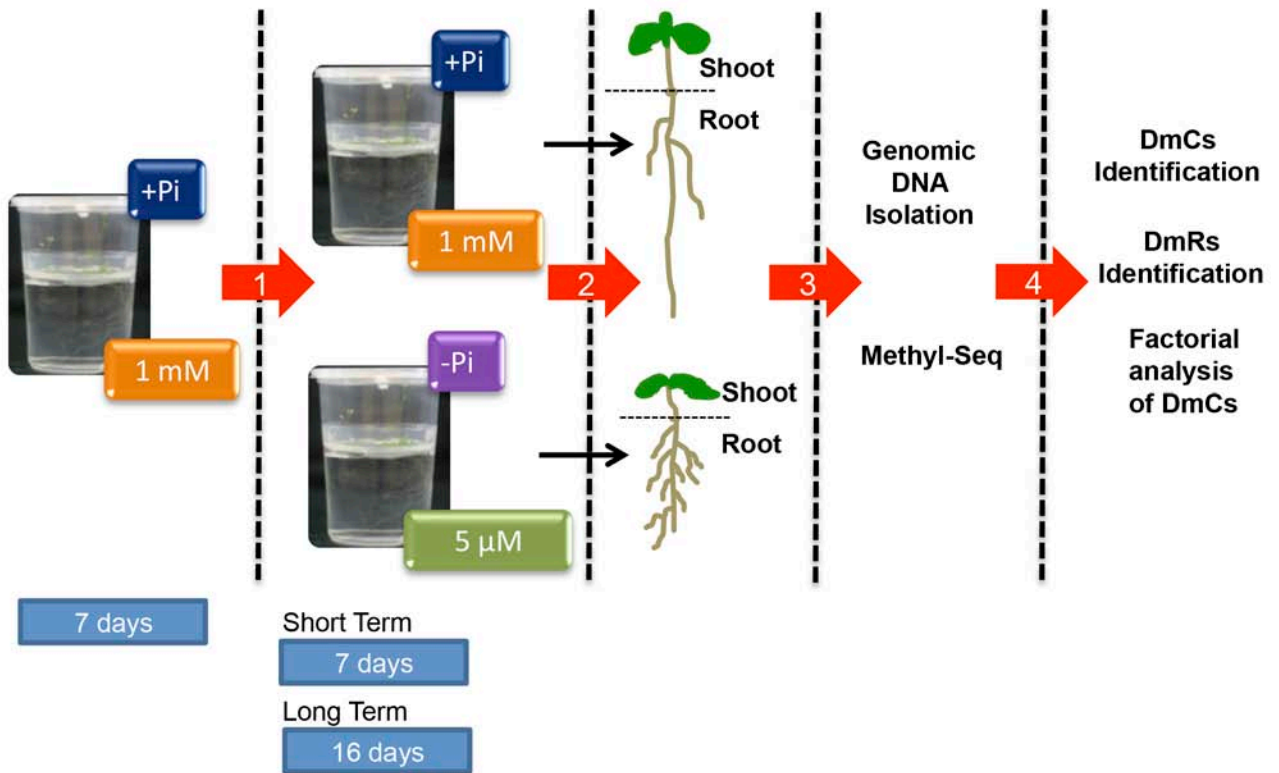 +Pi
1 mM
7 days
1
+Pi
1 mM
-Pi
5 µM
Short Term
7 days
Long Term
16 days
2
Shoot
Root
Shoot
Root
3
Genomic
DNA
Isolation
Methyl-Seq
4
DmCs
Identification
DmRs
Identification
Factorial
analysis
of DmCs